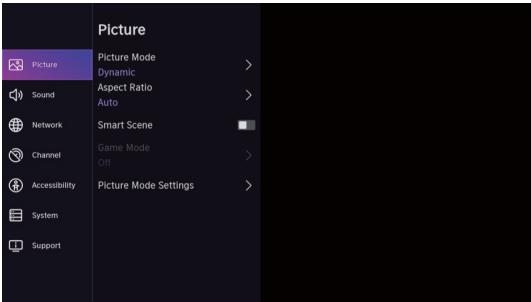 Picture
Picture
Picture Mode
Dynamic
Aspect Ratio
Auto
Sound
Network
Smart Scene
Channel
Game Mode
Off
Accessibility
Picture Mode Settings
System
Support